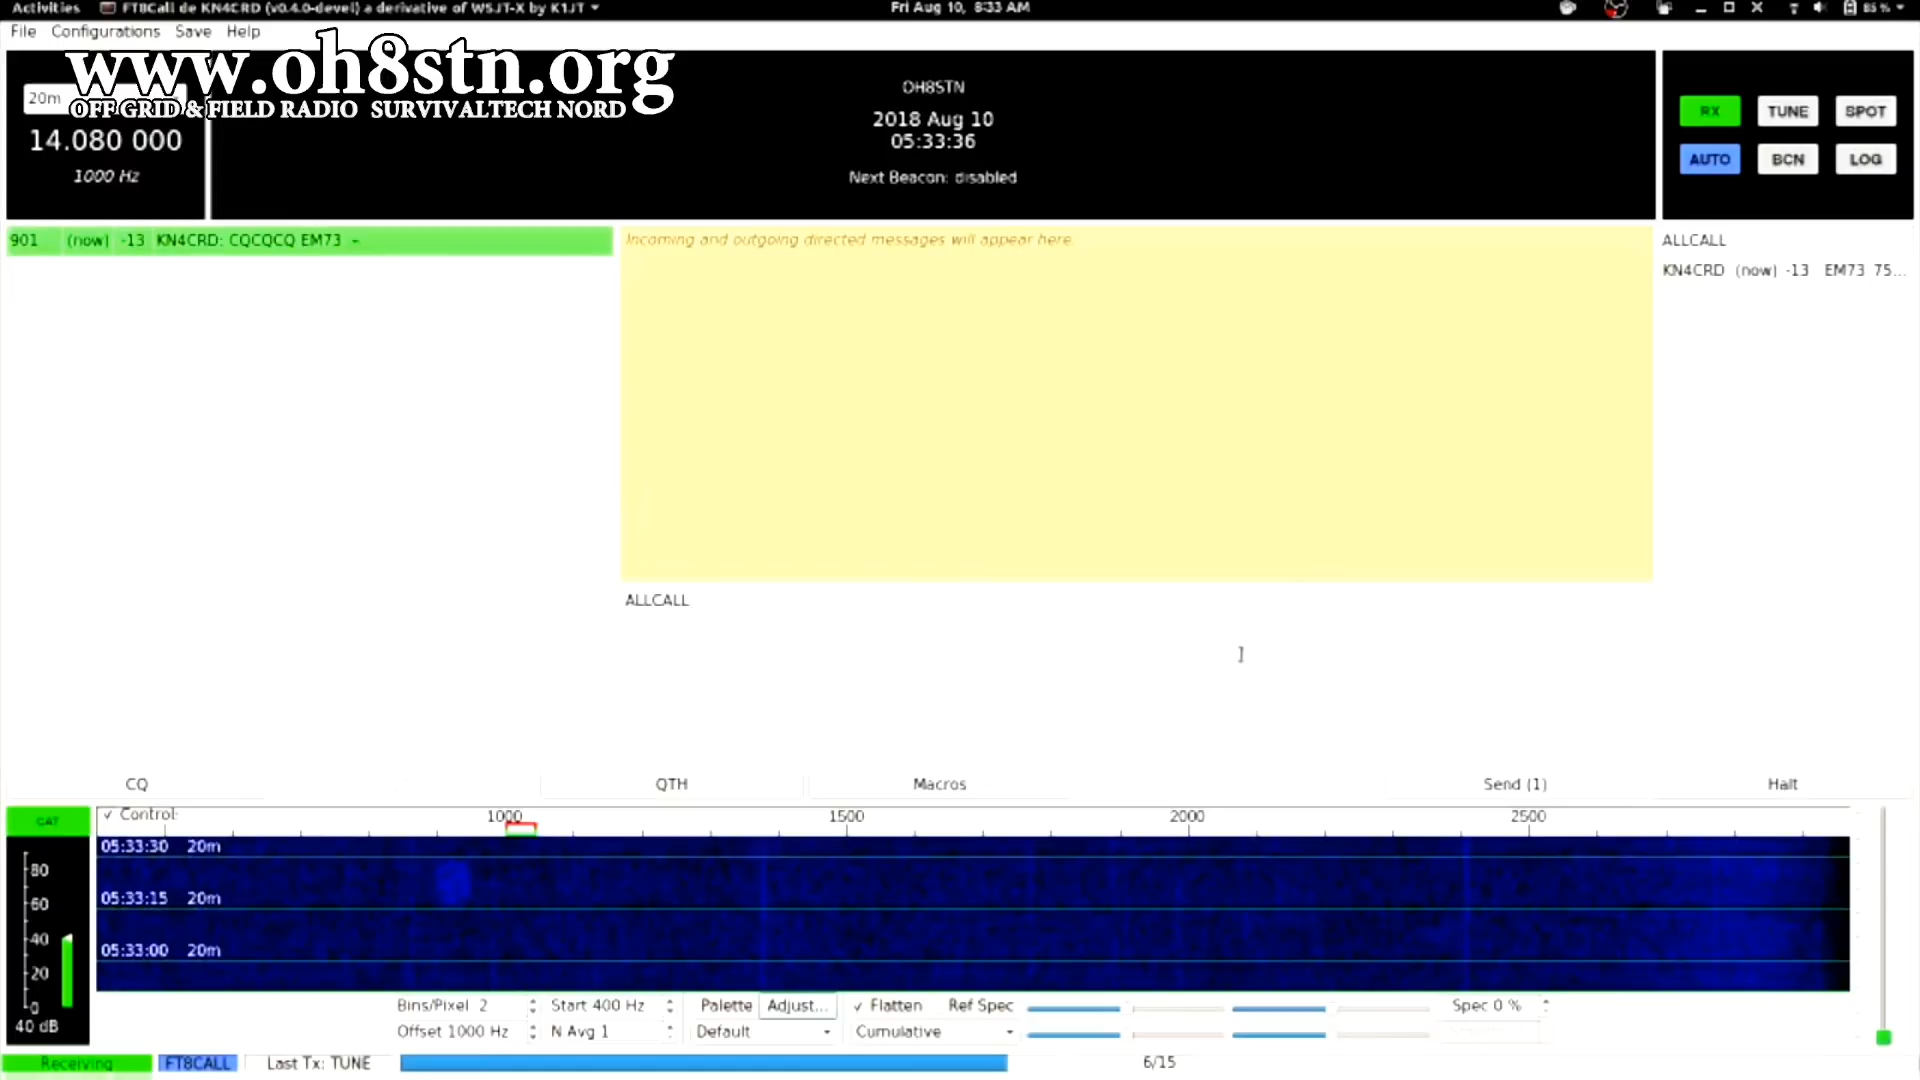 Activities FT8Call de KN4CRD (v0.4.0-devel) a derivative of WSJT-X by K1JT Fri Aug 10, 8:33 AM 85 %
File Configurations Save Help
www.oh8stn.org
OFF GRID & FIELD RADIO SURVIVALTECH NORD
20m
14.080 000
1000 Hz
OH8STN
2018 Aug 10
05:33:36
Next Beacon: disabled
RX TUNE SPOT
AUTO BCN LOG
901 (now) -13 KN4CRD: CQCQCQ EM73 -
Incoming and outgoing directed messages will appear here.
ALLCALL
KN4CRD (now) -13 EM73 75...
ALLCALL
CQ QTH Macros Send (1) Halt
CAT
Control
1000 1500 2000 2500
05:33:30 20m
05:33:15 20m
05:33:00 20m
80
60
40
20
0
40 dB
Bins/Pixel 2 Start 400 Hz Palette Adjust... Flatten Ref Spec Spec 0 %
Offset 1000 Hz N Avg 1 Default Cumulative
Receiving FT8CALL Last Tx: TUNE 6/15